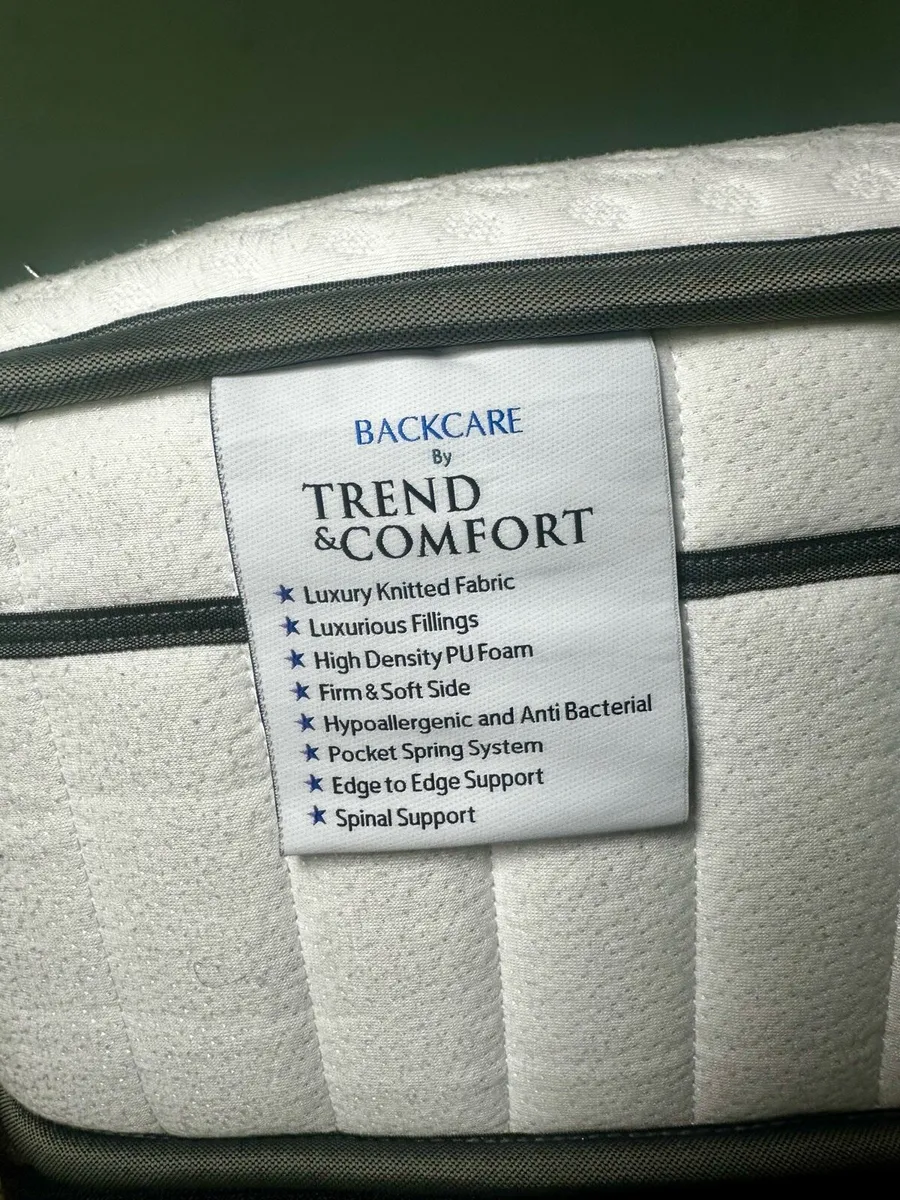 BACKCARE
By
TREND
&COMFORT
Luxury Knitted Fabric
Luxurious Fillings
High Density PU Foam
Firm & Soft Side
Hypoallergenic and Anti Bacterial
Pocket Spring System
Edge to Edge Support
Spinal Support